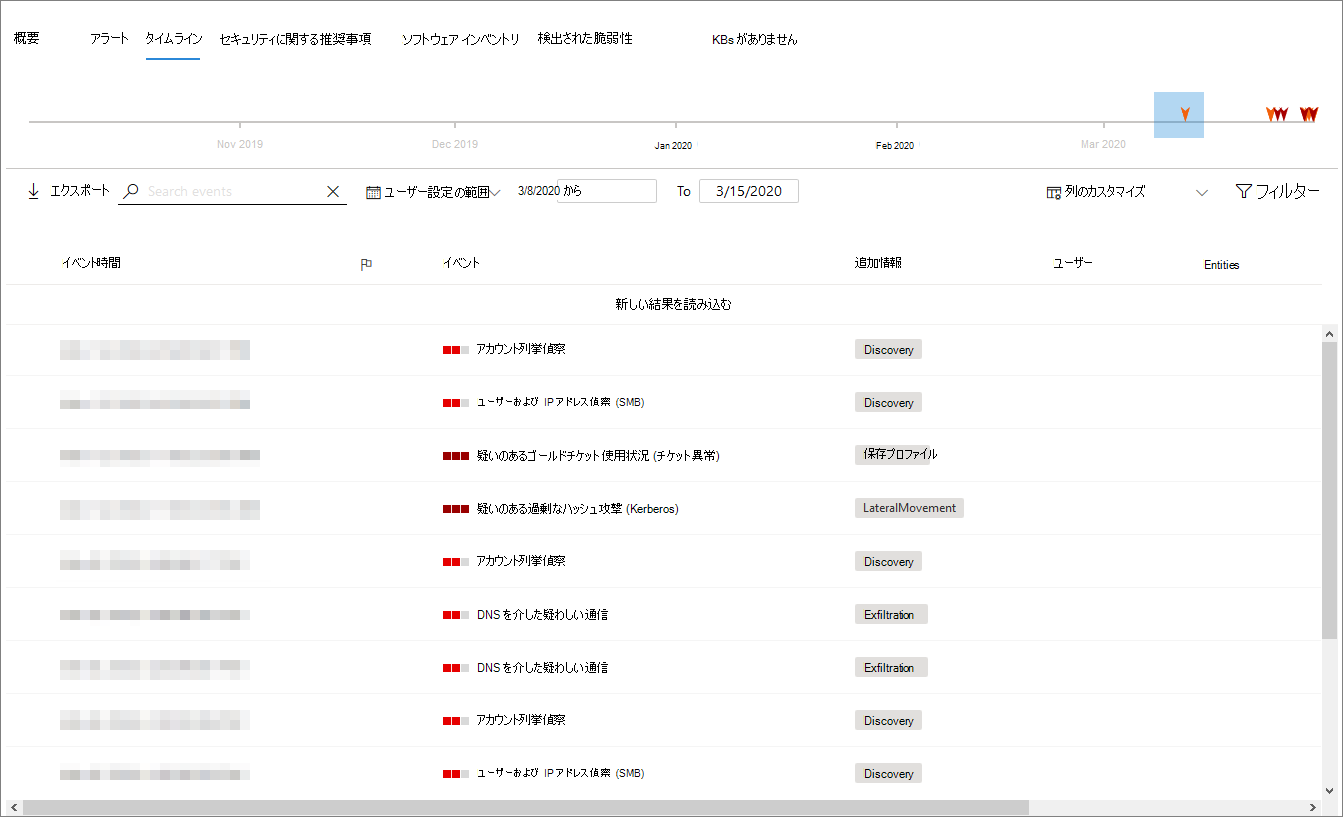 概要 アラート タイムライン セキュリティに関する推奨事項 ソフトウェア インベントリ 検出された脆弱性 KBs がありません
Nov 2019 Dec 2019 Jan 2020 Feb 2020 Mar 2020
エクスポート Search events ユーザー設定の範囲 3/8/2020 から To 3/15/2020 列のカスタマイズ フィルター
イベント時間 イベント 追加情報 ユーザー Entities
新しい結果を読み込む
アカウント列挙偵察 Discovery
ユーザーおよび IP アドレス偵察 (SMB) Discovery
疑いのあるゴールドチケット使用状況 (チケット異常) 保存プロファイル
疑いのある過剰なハッシュ攻撃 (Kerberos) LateralMovement
アカウント列挙偵察 Discovery
DNS を介した疑わしい通信 Exfiltration
DNS を介した疑わしい通信 Exfiltration
アカウント列挙偵察 Discovery
ユーザーおよび IP アドレス偵察 (SMB) Discovery